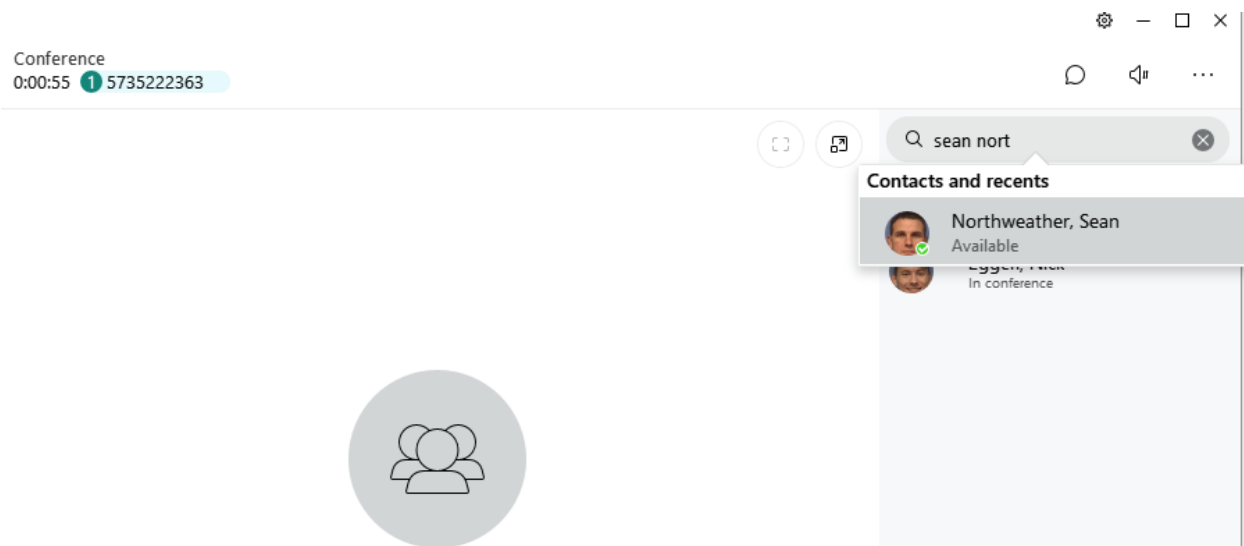 Conference
0:00:55 1 5735222363
sean nort
Contacts and recents
Northweather, Sean
Available
Eggen, Nick
In conference